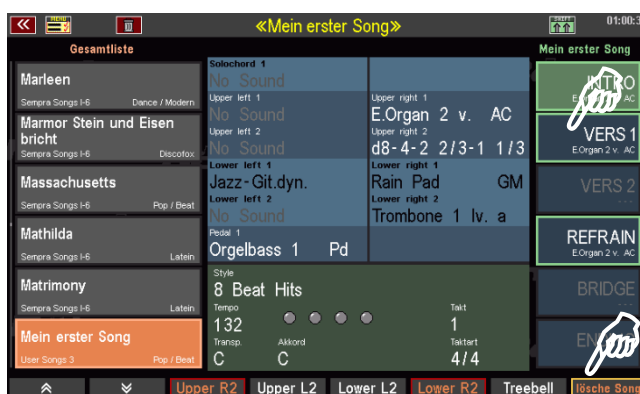 MENU
«Mein erster Song»
SHIFT
01:00:3
Gesamtliste
Mein erster Song
Marleen
Sempra Songs I-6 Dance / Modern
Marmor Stein und Eisen
bricht
Sempra Songs I-6 Discofox
Massachusetts
Sempra Songs I-6 Pop / Beat
Mathilda
Sempra Songs I-6 Latein
Matrimony
Sempra Songs I-6 Latein
Mein erster Song
User Songs 3 Pop / Beat
Solochord 1
No Sound
Upper left 1
No Sound
Upper right 1
E.Organ 2 v. AC
Upper left 2
No Sound
Upper right 2
d8-4-2 2/3-1 1/3
Lower left 1
Jazz-Git.dyn.
Lower right 1
Rain Pad GM
Lower left 2
No Sound
Lower right 2
Trombone 1 lv. a
Pedal 1
Orgelbass 1 Pd
Style
8 Beat Hits
Tempo
132
Takt
1
Transp.
C
Akkord
C
Taktart
4/4
INTRO
AC
VERS 1
E.Organ 2 v. AC
VERS 2
---
REFRAIN
E.Organ 2 v. AC
BRIDGE
---
Upper R2 Upper L2 Lower L2 Lower R2 Treebell lösche Song